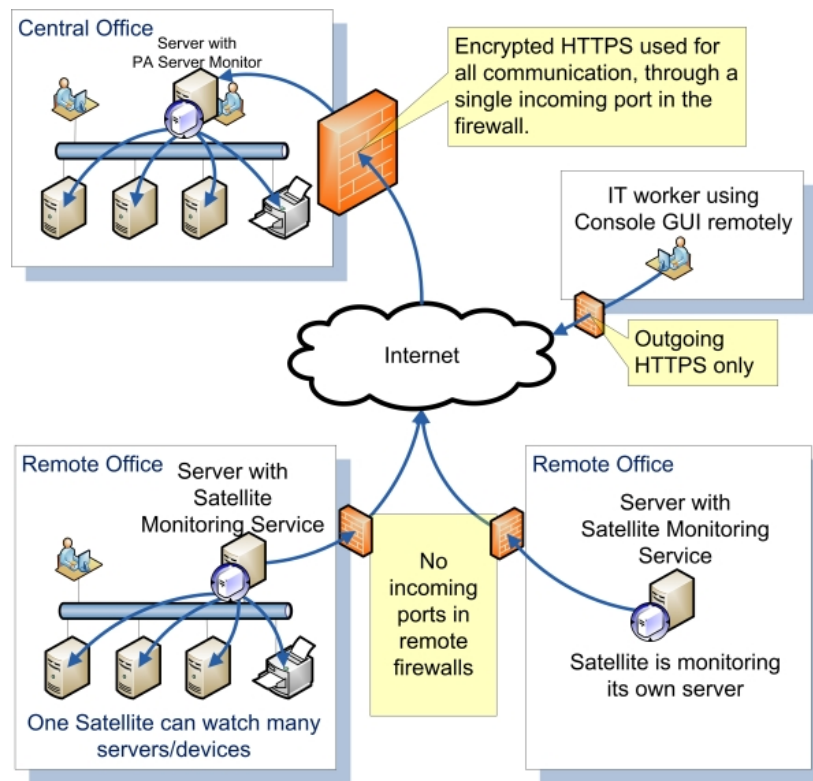 Central Office
Server with
PA Server Monitor
Encrypted HTTPS used for
all communication, through a
single incoming port in the
firewall.
IT worker using
Console GUI remotely
Outgoing
HTTPS only
Internet
Remote Office
Server with
Satellite
Monitoring Service
One Satellite can watch many
servers/devices
No
incoming
ports in
remote
firewalls
Remote Office
Server with
Satellite Monitoring
Service
Satellite is monitoring
its own server